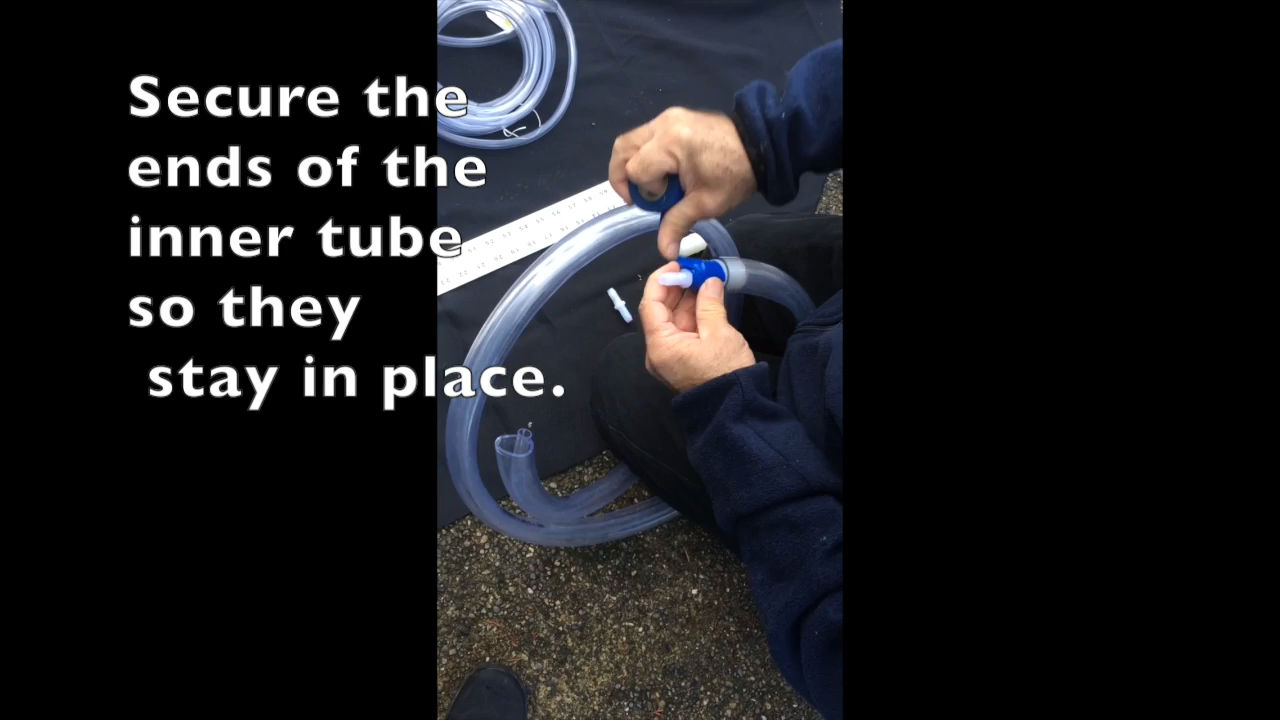 Secure the
ends of the
inner tube
so they
stay in place.